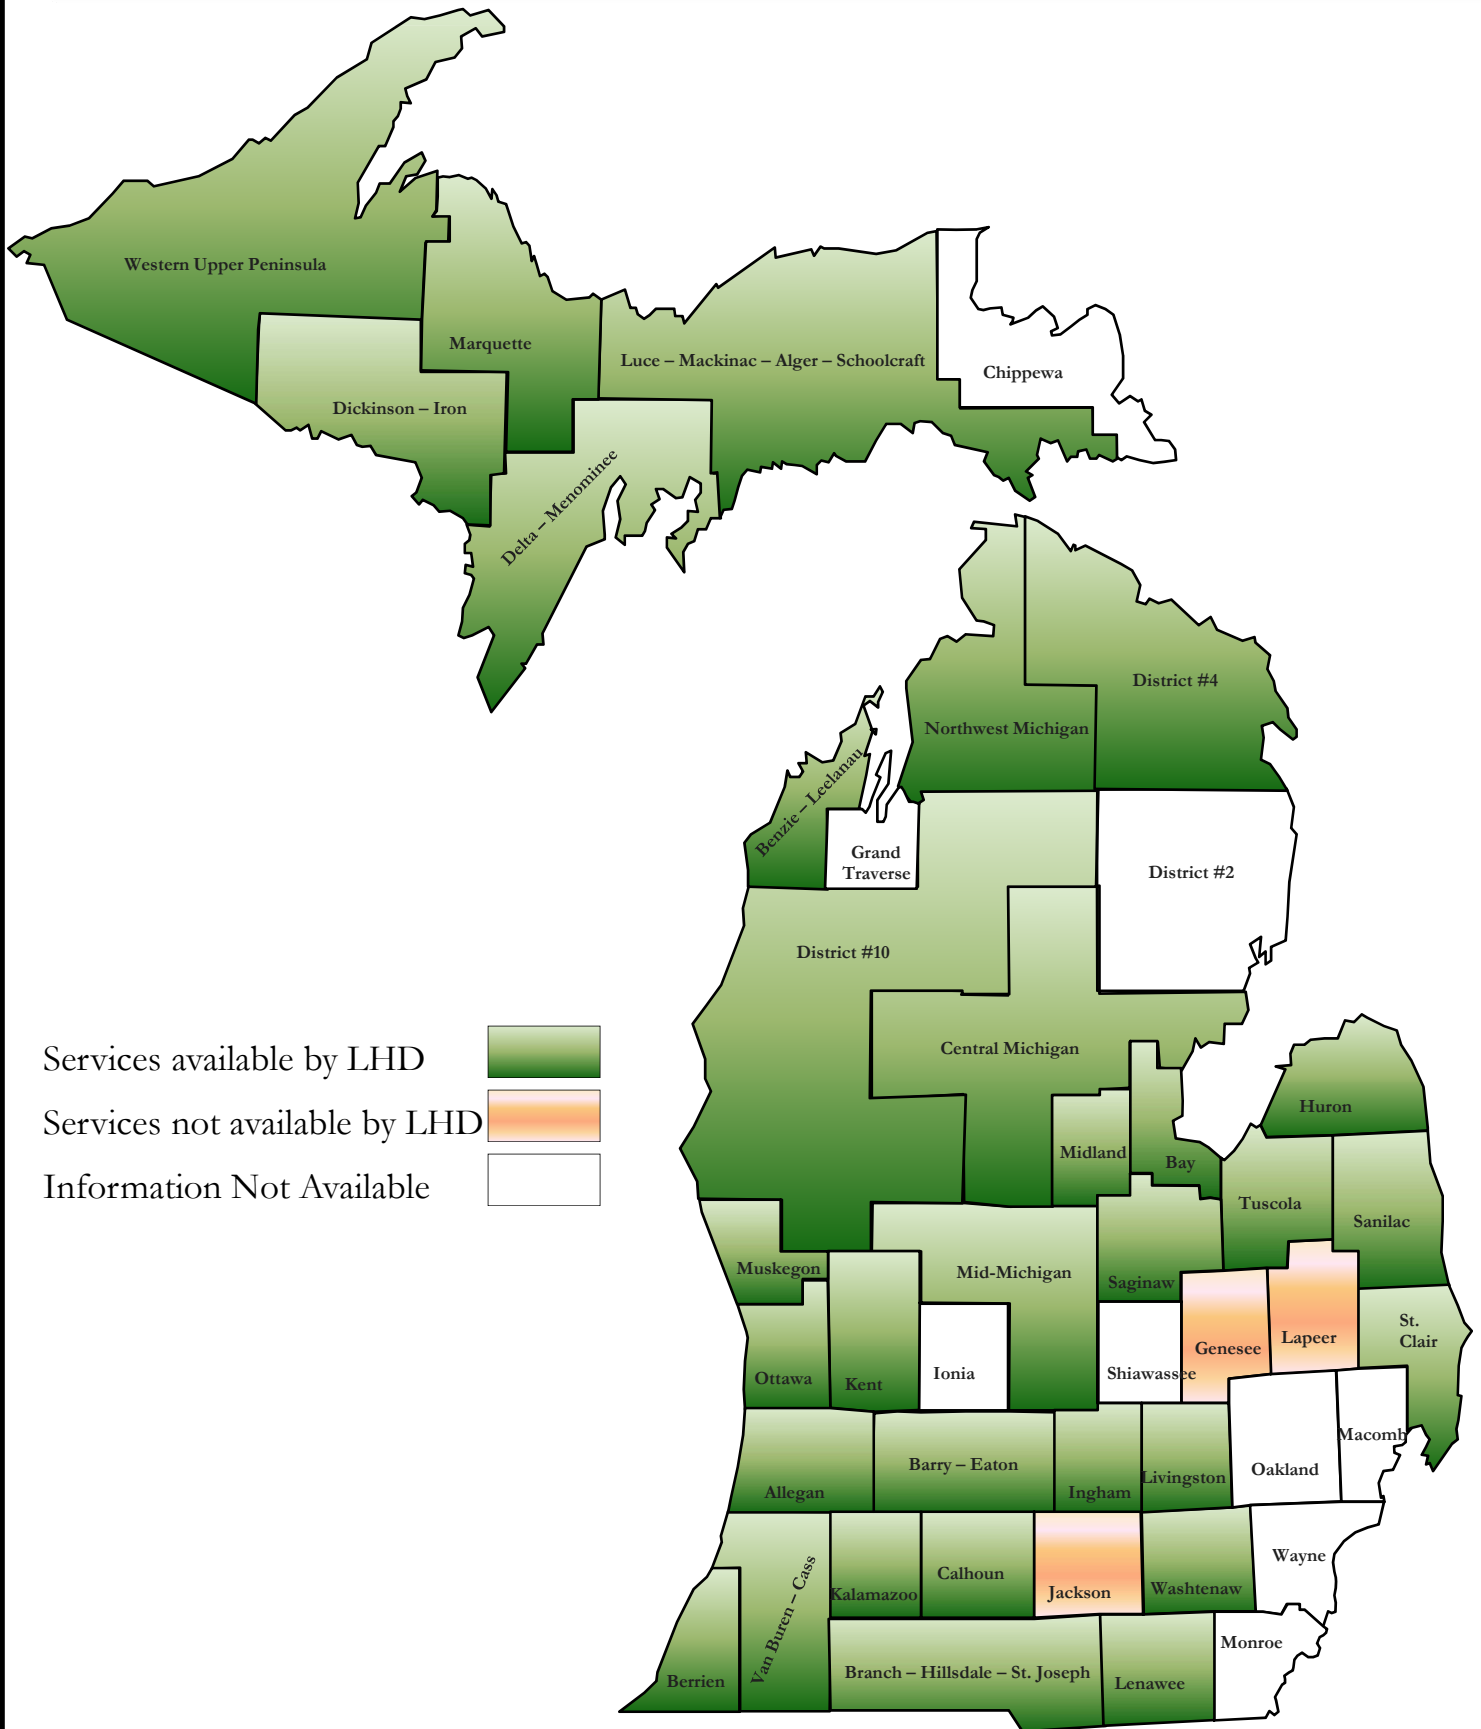 Western Upper Peninsula
Marquette
Luce – Mackinac – Alger – Schoolcraft
Chippewa
Dickinson – Iron
Delta – Menominee
District #4
Northwest Michigan
Benzie – Leelanau
Grand
Traverse
District #2
District #10
Central Michigan
Services available by LHD
Services not available by LHD
Information Not Available
Huron
Midland
Bay
Tuscola
Sanilac
Muskegon
Mid-Michigan
Saginaw
St.
Clair
Lapeer
Genesee
Ottawa
Kent
Ionia
Shiawassee
Macomb
Oakland
Barry – Eaton
Livingston
Allegan
Ingham
Wayne
Calhoun
Kalamazoo
Jackson
Washtenaw
Van Buren – Cass
Monroe
Berrien
Branch – Hillsdale – St. Joseph
Lenawee